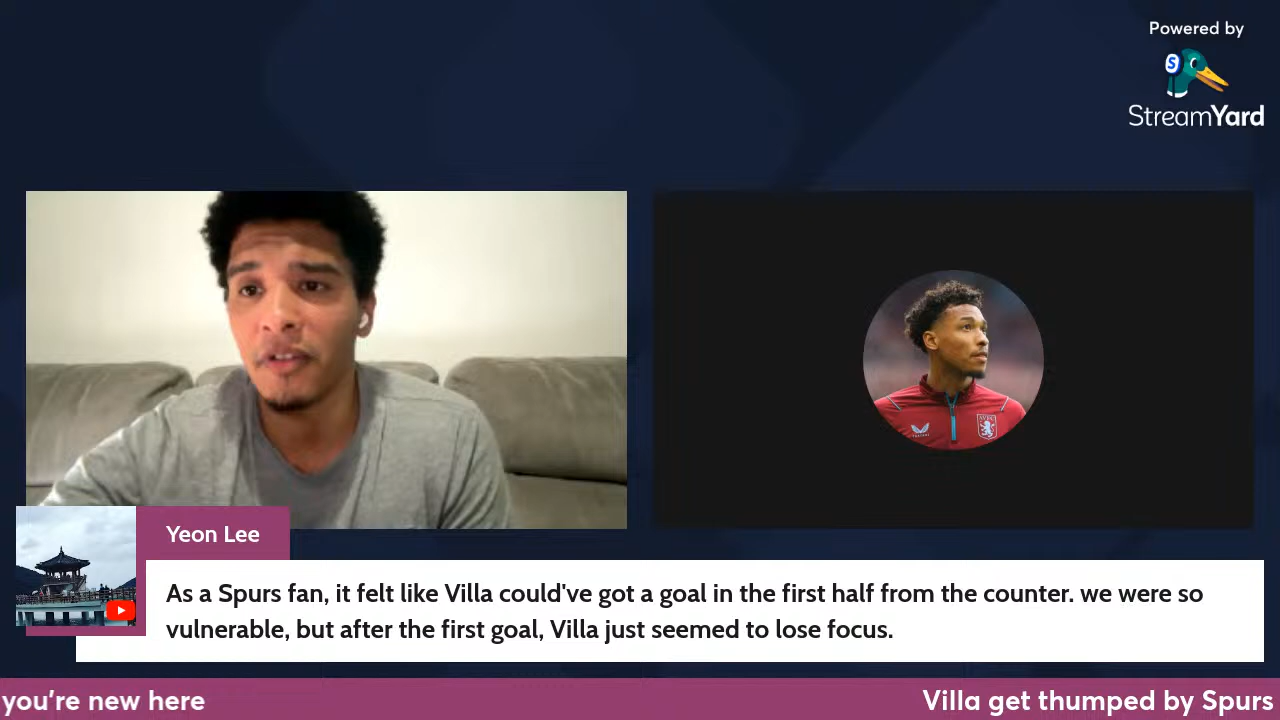 Powered by
S
StreamYard
Yeon Lee
As a Spurs fan, it felt like Villa could've got a goal in the first half from the counter. we were so
vulnerable, but after the first goal, Villa just seemed to lose focus.
you're new here
Villa get thumped by Spurs